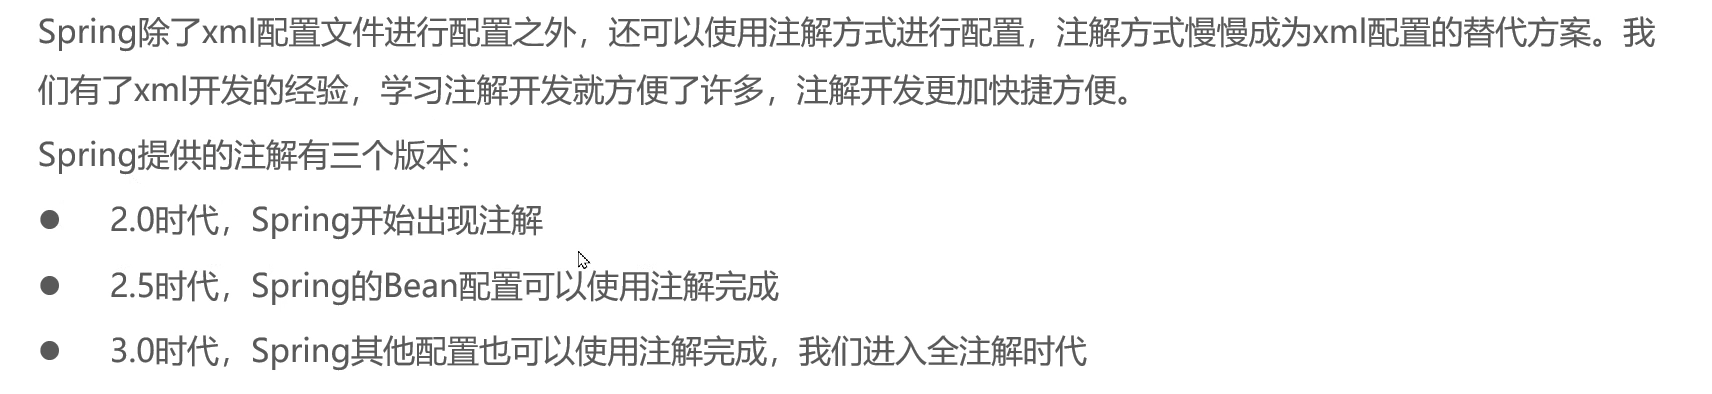 Spring除了xml配置文件进行配置之外，还可以使用注解方式进行配置，注解方式慢慢成为xml配置的替代方案。我
们有了xml开发的经验，学习注解开发就方便了许多，注解开发更加快捷方便。
Spring提供的注解有三个版本：
● 2.0时代，Spring开始出现注解
● 2.5时代，Spring的Bean配置可以使用注解完成
● 3.0时代，Spring其他配置也可以使用注解完成，我们进入全注解时代